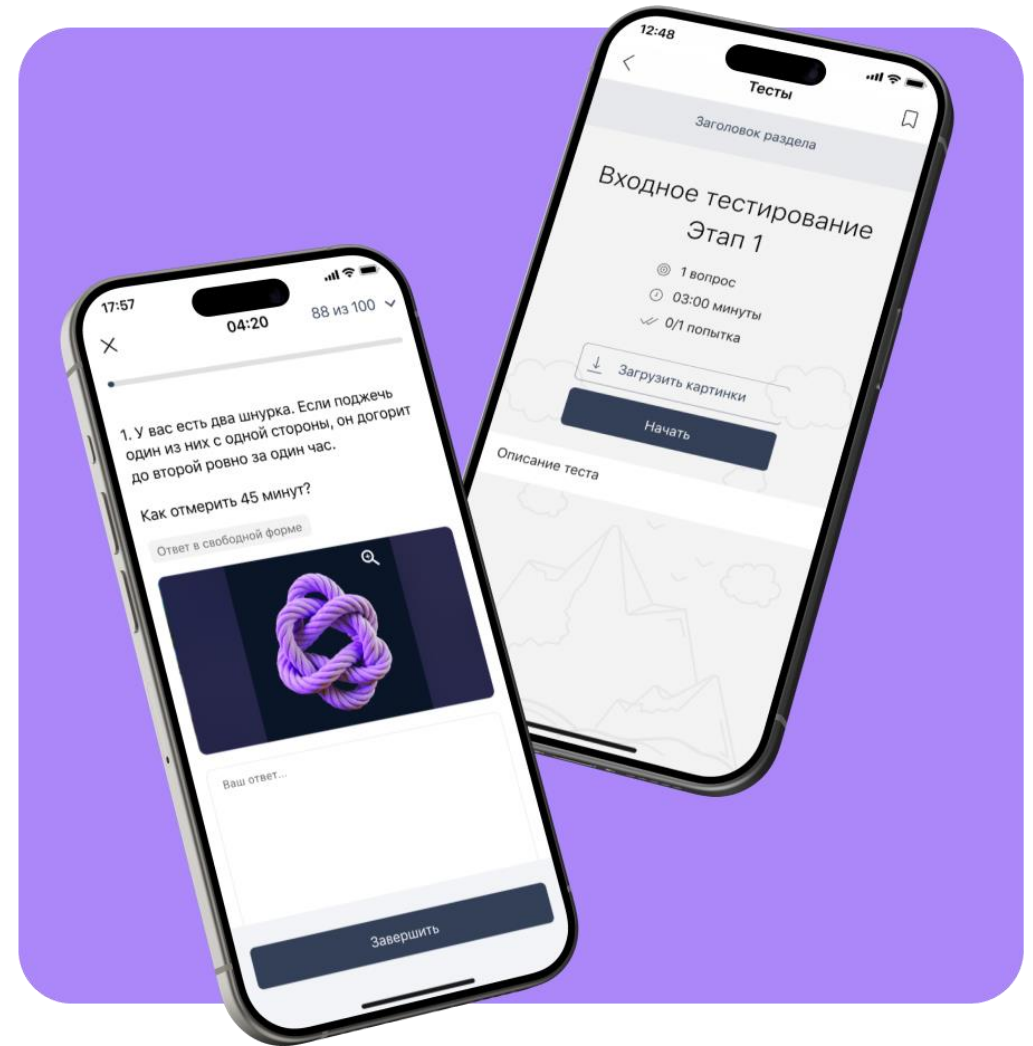 17:57
04:20
88 из 100
1. У вас есть два шнурка. Если поджечь
один из них с одной стороны, он догорит
до второй ровно за один час.
Как отмерить 45 минут?
Ответ в свободной форме
Ваш ответ...
Завершить
12:48
Тесты
Заголовок раздела
Входное тестирование
Этап 1
1 вопрос
03:00 минуты
0/1 попытка
Загрузить картинки
Начать
Описание теста